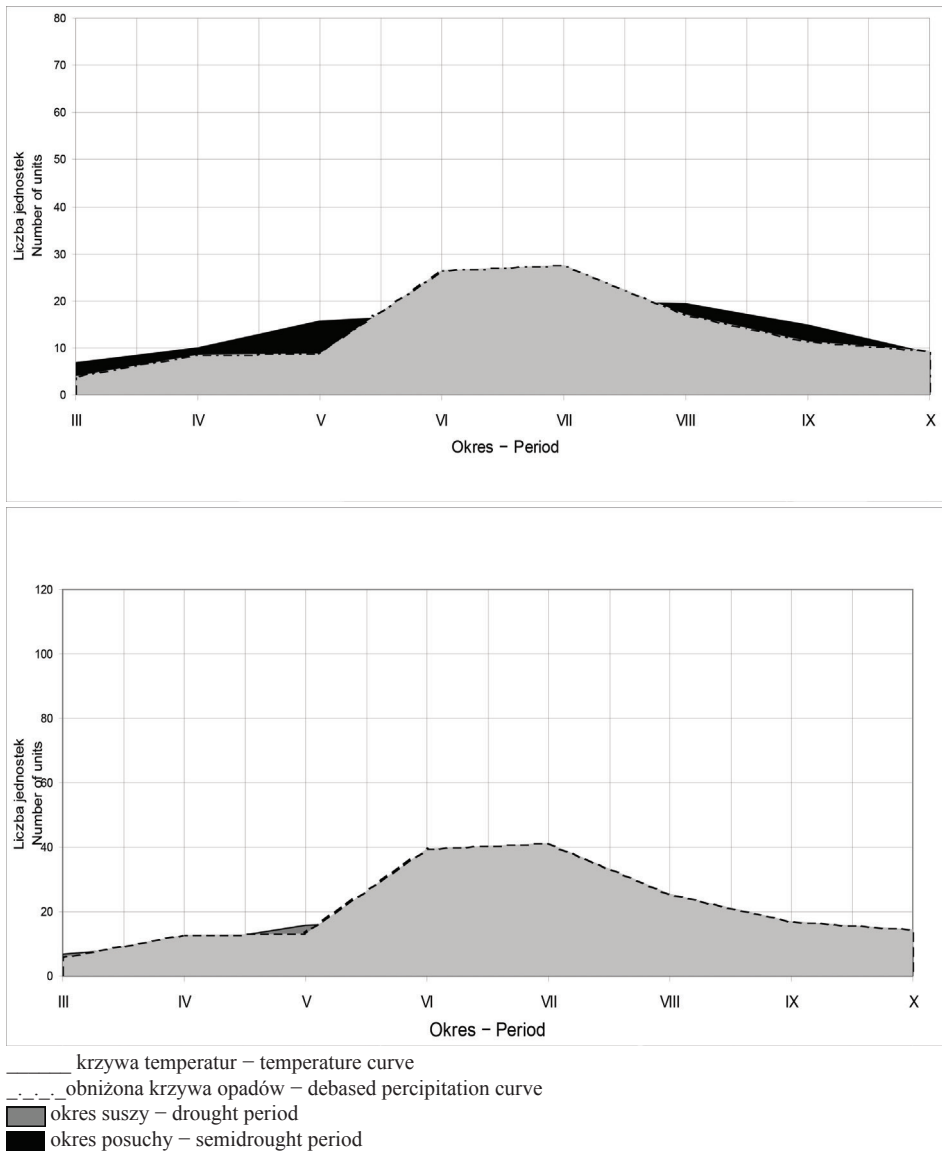 80
70
60
50
40
30
20
10
0
Liczba jednostek
Number of units
III IV V VI VII VIII IX X
Okres − Period
120
100
80
60
40
20
0
Liczba jednostek
Number of units
III IV V VI VII VIII IX X
Okres − Period
______ krzywa temperatur − temperature curve
_._._._obniżona krzywa opadów − debased percipitation curve
okres suszy − drought period
okres posuchy − semidrought period